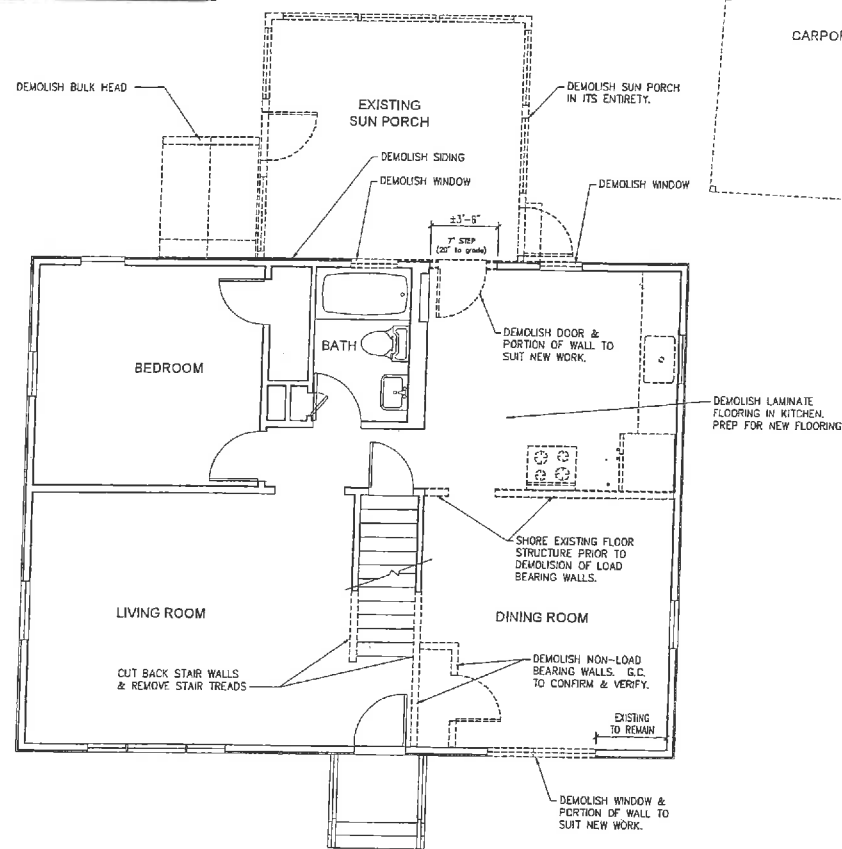 CARPO
DEMOLISH BULK HEAD
EXISTING
SUN PORCH
DEMOLISH SUN PORCH
IN ITS ENTIRETY.
DEMOLISH SIDING
DEMOLISH WINDOW
DEMOLISH WINDOW
±3'-6"
7" STEP
(20" to grade)
DEMOLISH DOOR &
PORTION OF WALL TO
SUIT NEW WORK.
BATH
BEDROOM
DEMOLISH LAMINATE
FLOORING IN KITCHEN.
PREP FOR NEW FLOORING
SHORE EXISTING FLOOR
STRUCTURE PRIOR TO
DEMOLISION OF LOAD
BEARING WALLS.
LIVING ROOM
DINING ROOM
CUT BACK STAIR WALLS
& REMOVE STAIR TREADS
DEMOLISH NON-LOAD
BEARING WALLS. G.C.
TO CONFIRM & VERIFY.
EXISTING
TO REMAIN
DEMOLISH WINDOW &
PORTION OF WALL TO
SUIT NEW WORK.